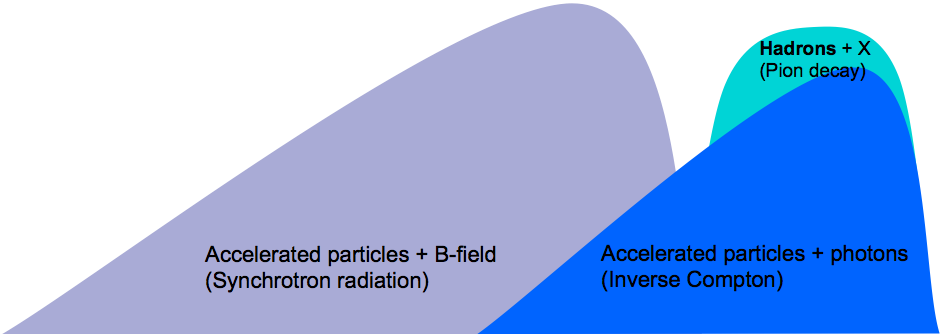 Hadrons + X
(Pion decay)
Accelerated particles + B-field
(Synchrotron radiation)
Accelerated particles + photons
(Inverse Compton)